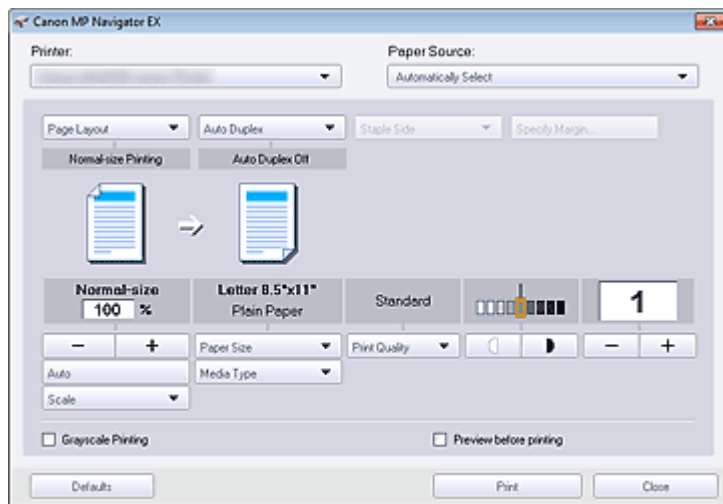 Canon MP Navigator EX
Printer:
Paper Source:
Automatically Select
Page Layout
Auto Duplex
Staple Side
Specify Margin...
Normal-size Printing
Auto Duplex Off
Normal-size
100 %
Letter 8.5"x11"
Plain Paper
Standard
1
Paper Size
Print Quality
Auto
Media Type
Scale
Grayscale Printing
Preview before printing
Defaults
Print
Close